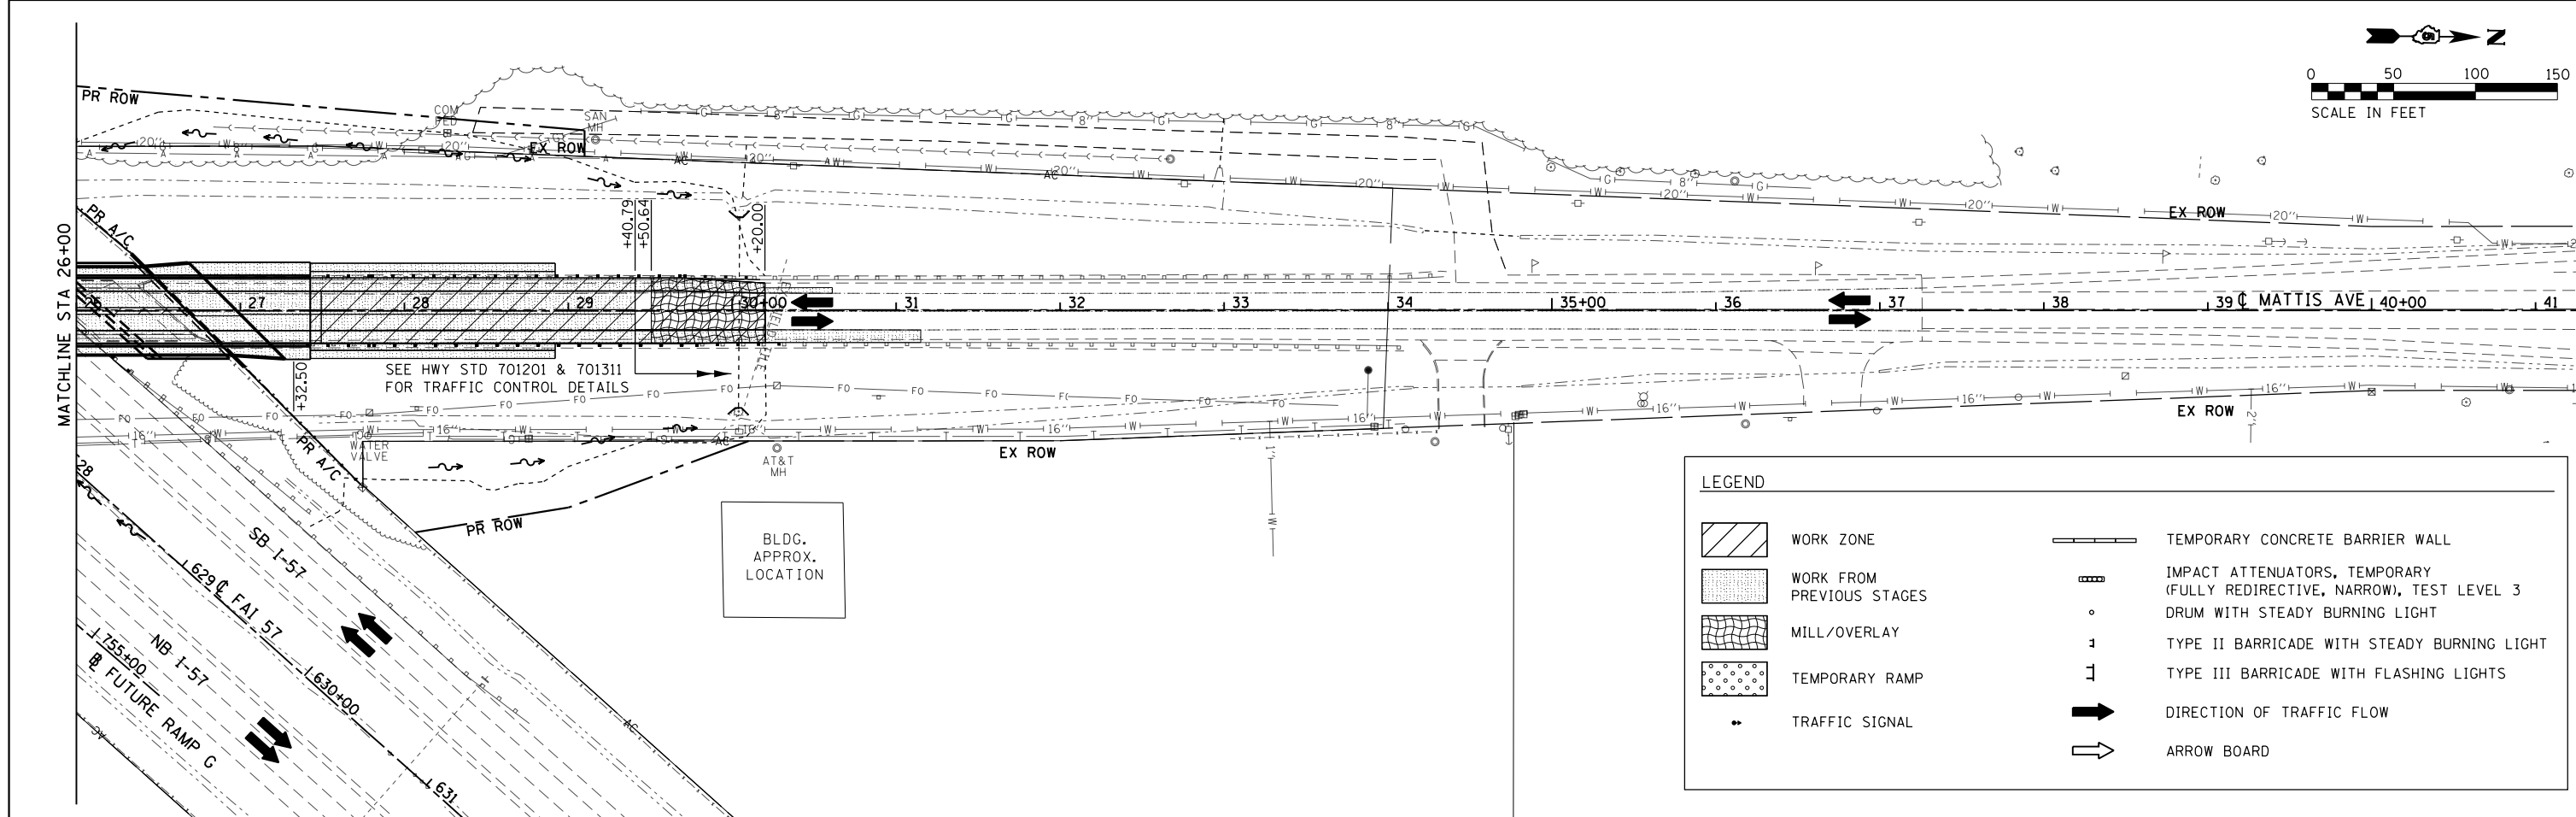 N
0 50 100 150
SCALE IN FEET
PR ROW
COM PED
SAN MH
EX ROW
AC
EX ROW
MATCHLINE STA 26+00
PR A/C
+40.79
+50.64
+20.00
26 27 28 29 30+00 31 32 33 34 35+00 36 37 38 39 ℄ MATTIS AVE 40+00 41
+32.50
SEE HWY STD 701201 & 701311
FOR TRAFFIC CONTROL DETAILS
WATER
VALVE
PR A/C
AT&T
MH
EX ROW
EX ROW
PR ROW
BLDG.
APPROX.
LOCATION
628
SB I-57
629
℄ FAI 57
630+00
631
NB I-57
755+00
FUTURE RAMP G
AC
AC
LEGEND
WORK ZONE
WORK FROM
PREVIOUS STAGES
MILL/OVERLAY
TEMPORARY RAMP
TRAFFIC SIGNAL
TEMPORARY CONCRETE BARRIER WALL
IMPACT ATTENUATORS, TEMPORARY
(FULLY REDIRECTIVE, NARROW), TEST LEVEL 3
DRUM WITH STEADY BURNING LIGHT
TYPE II BARRICADE WITH STEADY BURNING LIGHT
TYPE III BARRICADE WITH FLASHING LIGHTS
DIRECTION OF TRAFFIC FLOW
ARROW BOARD